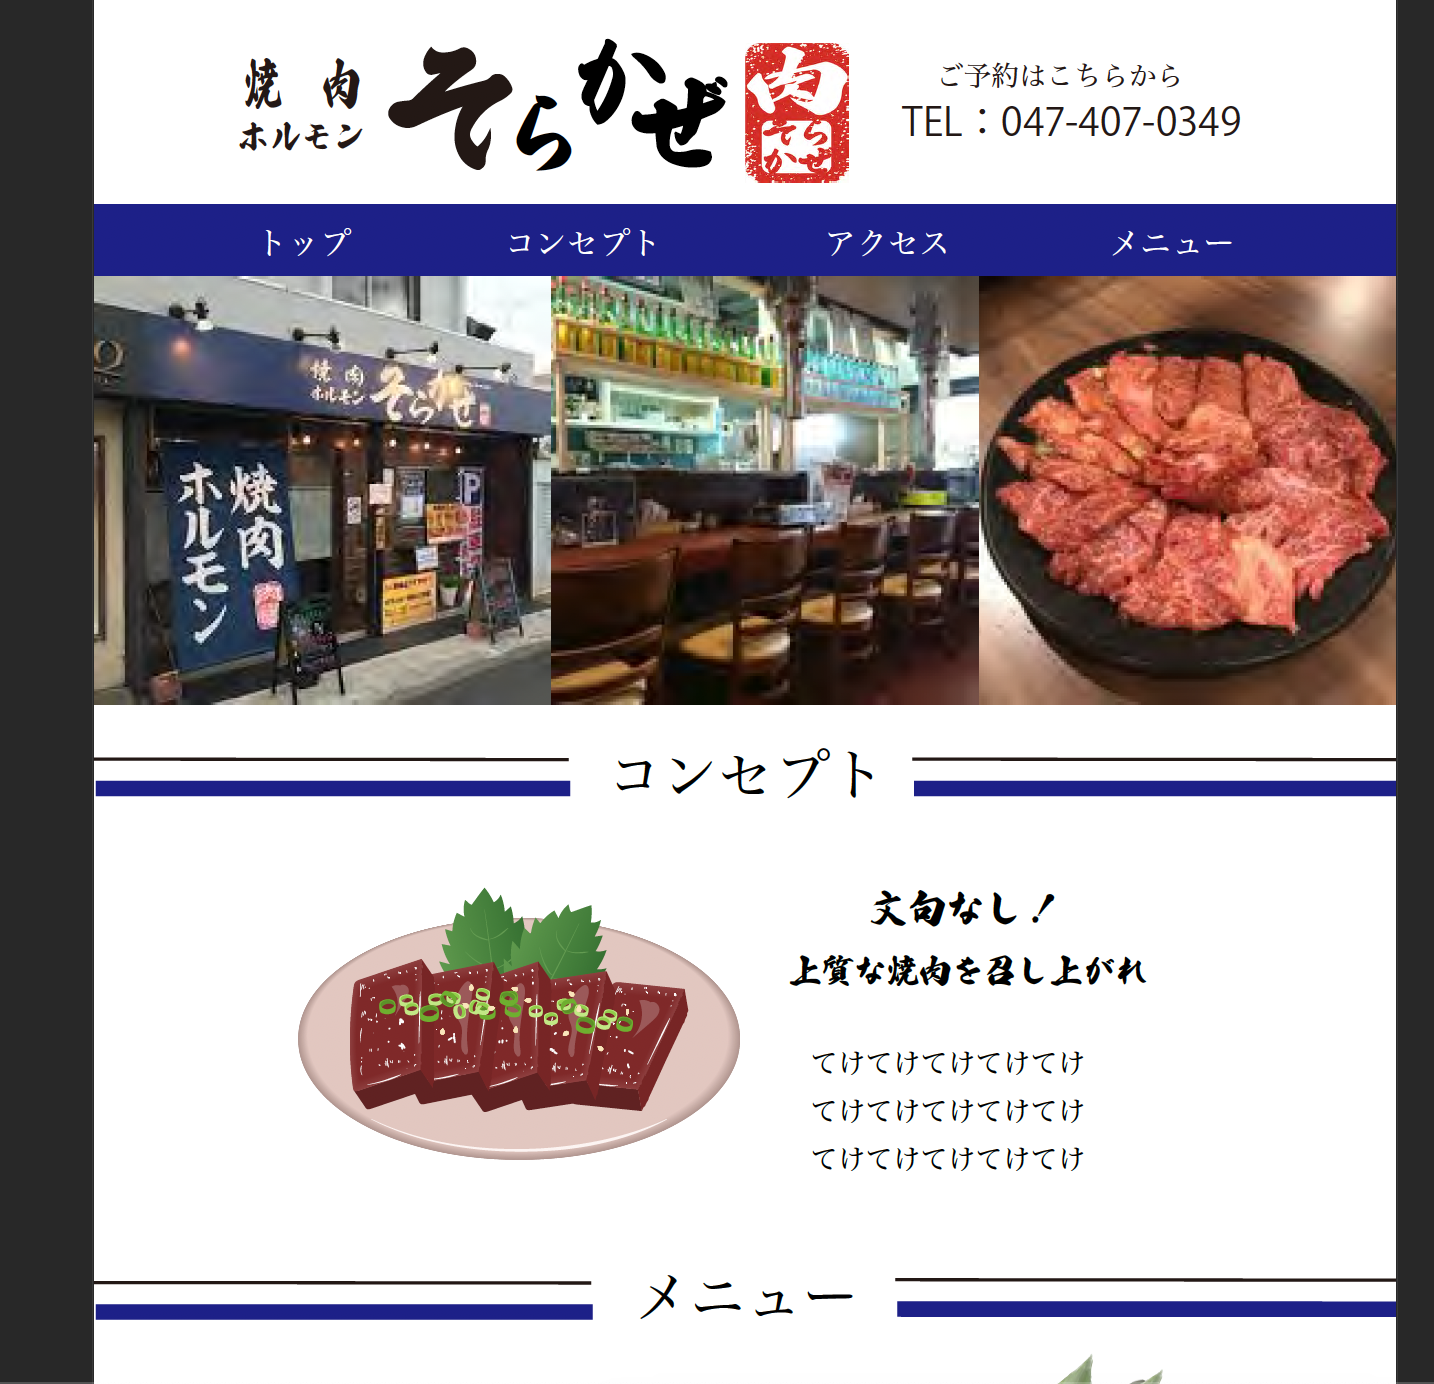 焼 肉
ホルモン
そらかぜ
肉
そら
かぜ
ご予約はこちらから
TEL：047-407-0349
トップ コンセプト アクセス メニュー
焼 肉
ホルモン
そらかぜ
焼肉
ホルモン
P
コンセプト
文句なし！
上質な焼肉を召し上がれ
てけてけてけてけてけ
てけてけてけてけてけ
てけてけてけてけてけ
メニュー